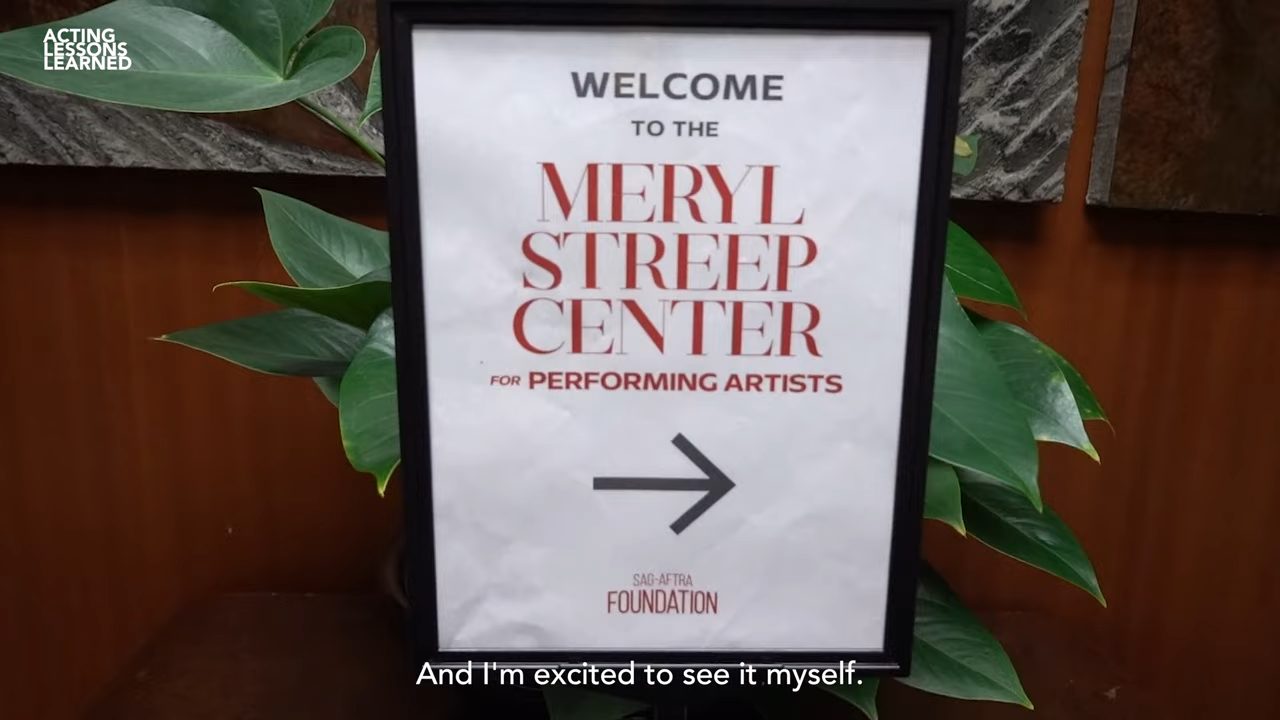 ACTING
LESSONS
LEARNED
WELCOME
TO THE
MERYL
STREEP
CENTER
FOR PERFORMING ARTISTS
SAG-AFTRA
FOUNDATION
And I'm excited to see it myself.